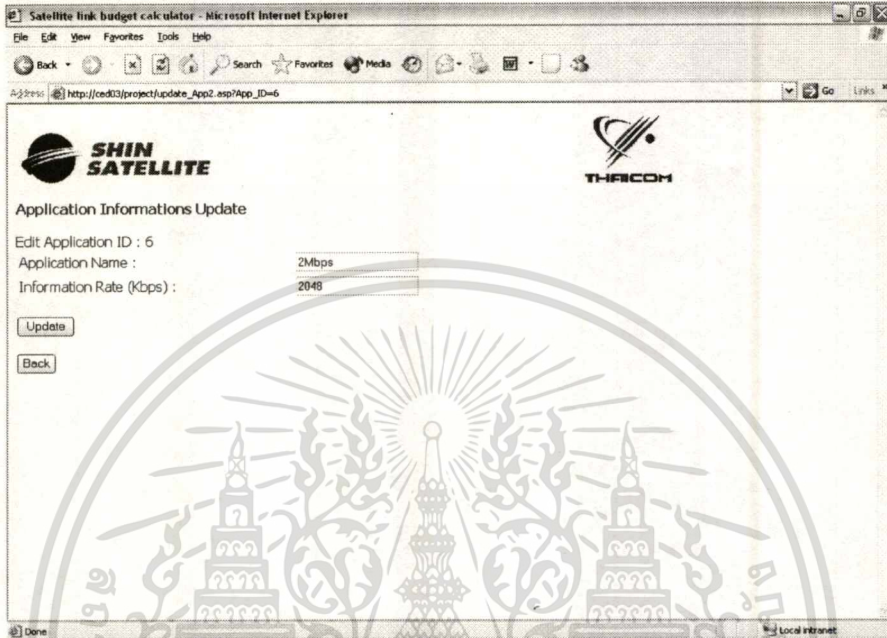 Satellite link budget calculator - Microsoft Internet Explorer
File Edit View Favorites Tools Help
Back Search Favorites Media
Address http://ced03/project/update_App2.asp?App_ID=6 Go Links
SHIN
SATELLITE
THAICOM
Application Informations Update
Edit Application ID : 6
Application Name : 2Mbps
Information Rate (Kbps) : 2048
Update
Back
Done Local intranet